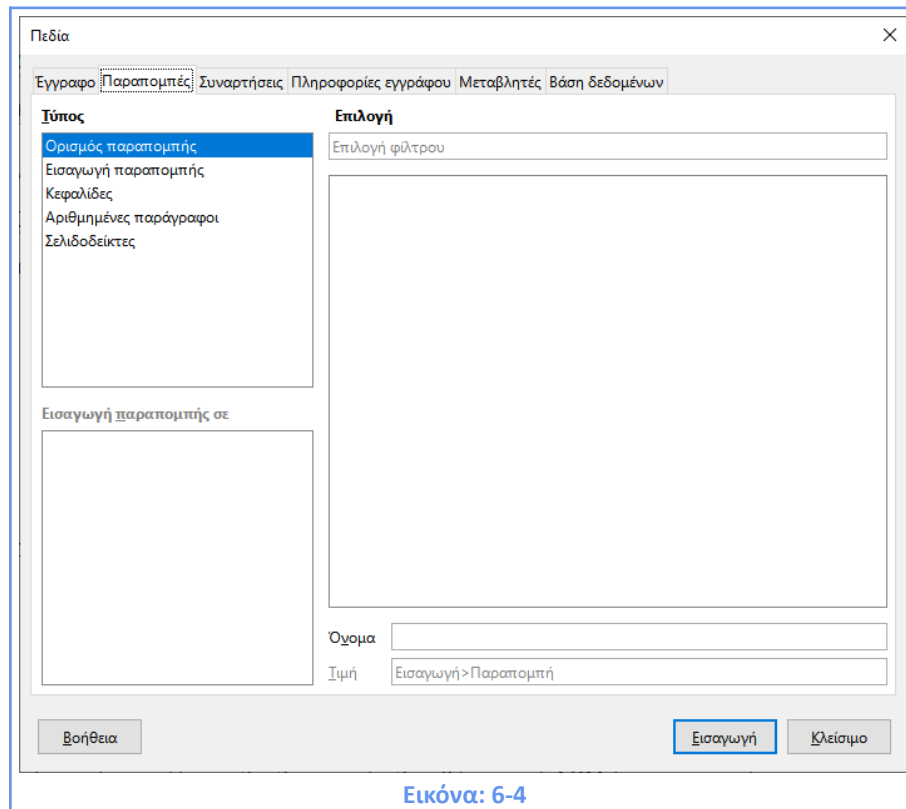 Πεδία
Έγγραφο Παραπομπές Συναρτήσεις Πληροφορίες εγγράφου Μεταβλητές Βάση δεδομένων
Τύπος
Επιλογή
Ορισμός παραπομπής
Εισαγωγή παραπομπής
Κεφαλίδες
Αριθμημένες παράγραφοι
Σελιδοδείκτες
Επιλογή φίλτρου
Εισαγωγή παραπομπής σε
Όνομα
Τιμή Εισαγωγή>Παραπομπή
Βοήθεια Εισαγωγή Κλείσιμο
Εικόνα: 6-4